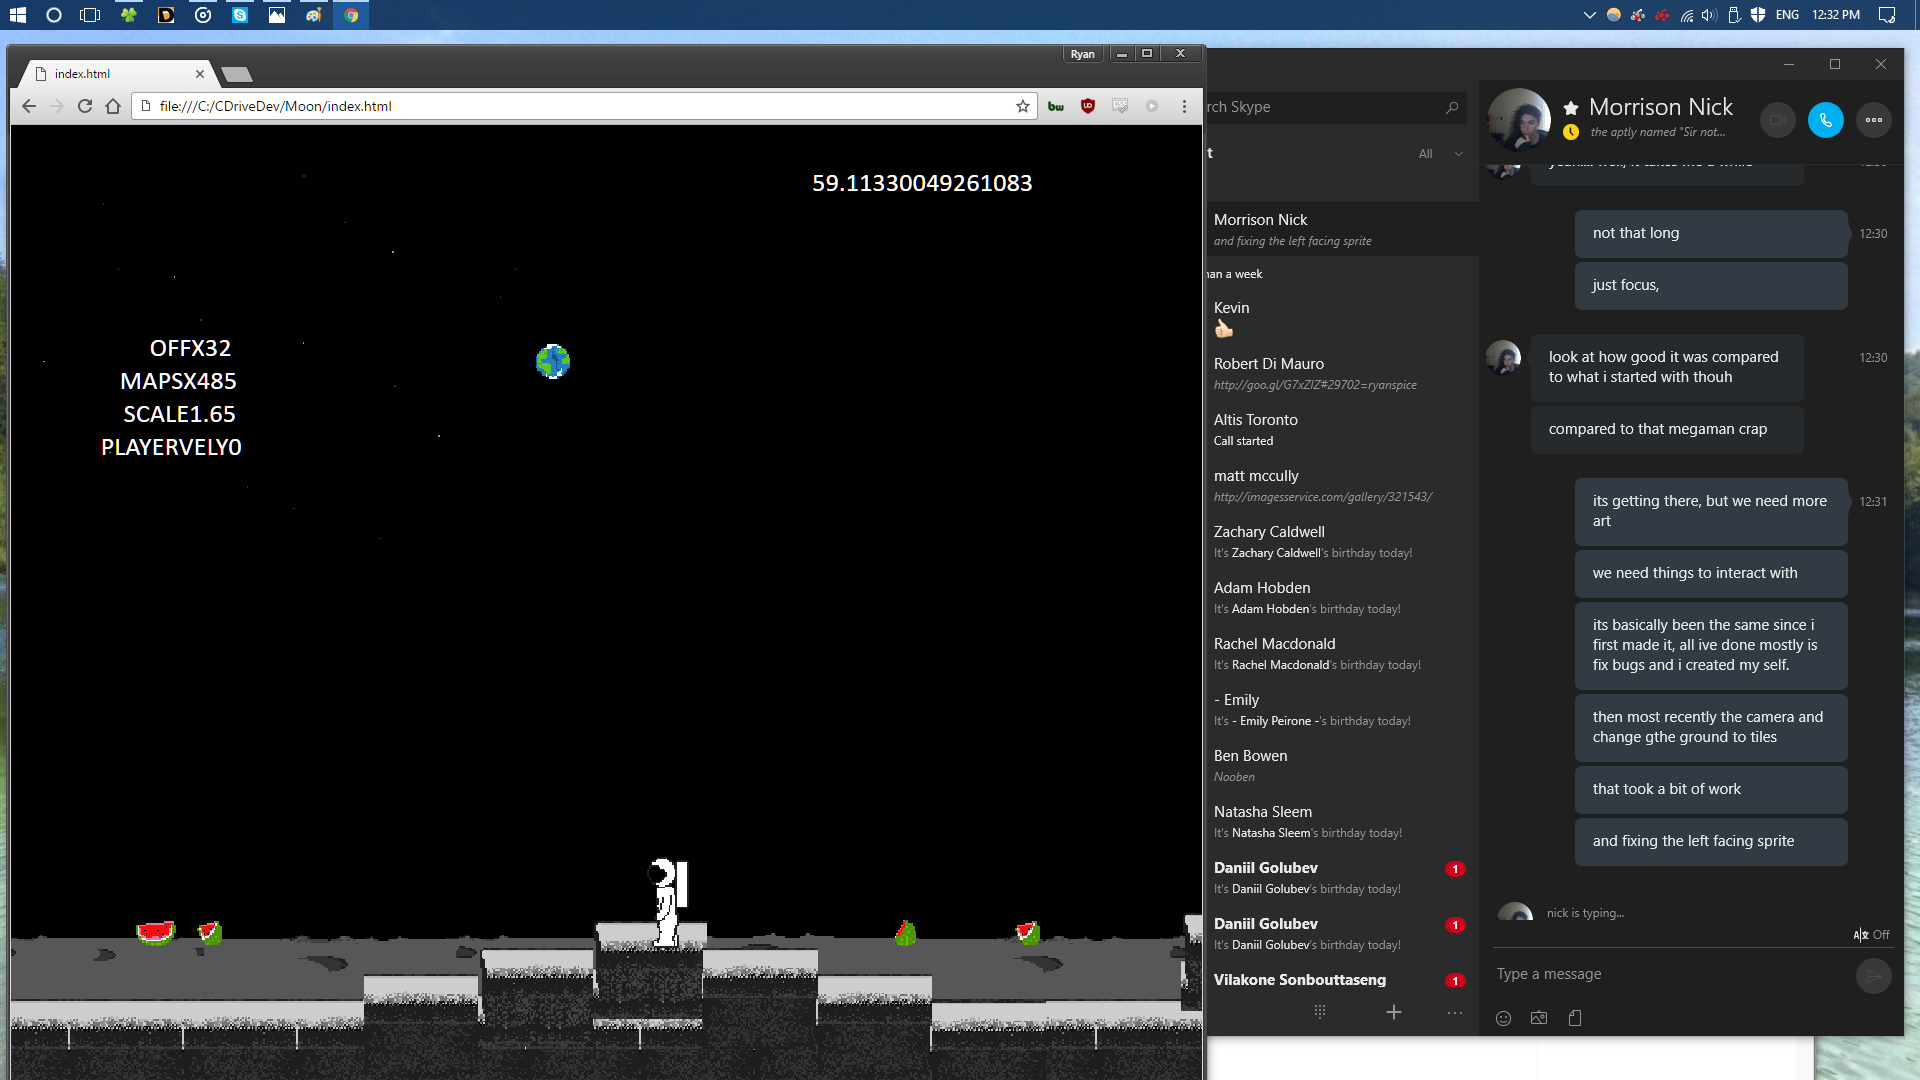 ENG
12:32 PM
Ryan
index.html
file:///C:/CDriveDev/Moon/index.html
bw
59.11330049261083
OFFX32
MAPSX485
SCALE1.65
PLAYERVELY0
rch Skype
t
All
Morrison Nick
and fixing the left facing sprite
han a week
Kevin
Robert Di Mauro
http://goo.gl/G7xZlZ#29702=ryanspice
Altis Toronto
Call started
matt mccully
http://imagesservice.com/gallery/321543/
Zachary Caldwell
It's Zachary Caldwell's birthday today!
Adam Hobden
It's Adam Hobden's birthday today!
Rachel Macdonald
It's Rachel Macdonald's birthday today!
- Emily
It's - Emily Peirone -'s birthday today!
Ben Bowen
Nooben
Natasha Sleem
It's Natasha Sleem's birthday today!
Daniil Golubev
1
It's Daniil Golubev's birthday today!
Daniil Golubev
1
It's Daniil Golubev's birthday today!
Vilakone Sonbouttaseng
1
Morrison Nick
the aptly named "Sir not...
not that long
12:30
just focus,
look at how good it was compared
to what i started with thouh
12:30
compared to that megaman crap
its getting there, but we need more
art
12:31
we need things to interact with
its basically been the same since i
first made it, all ive done mostly is
fix bugs and i created my self.
then most recently the camera and
change gthe ground to tiles
that took a bit of work
and fixing the left facing sprite
nick is typing...
Off
Type a message